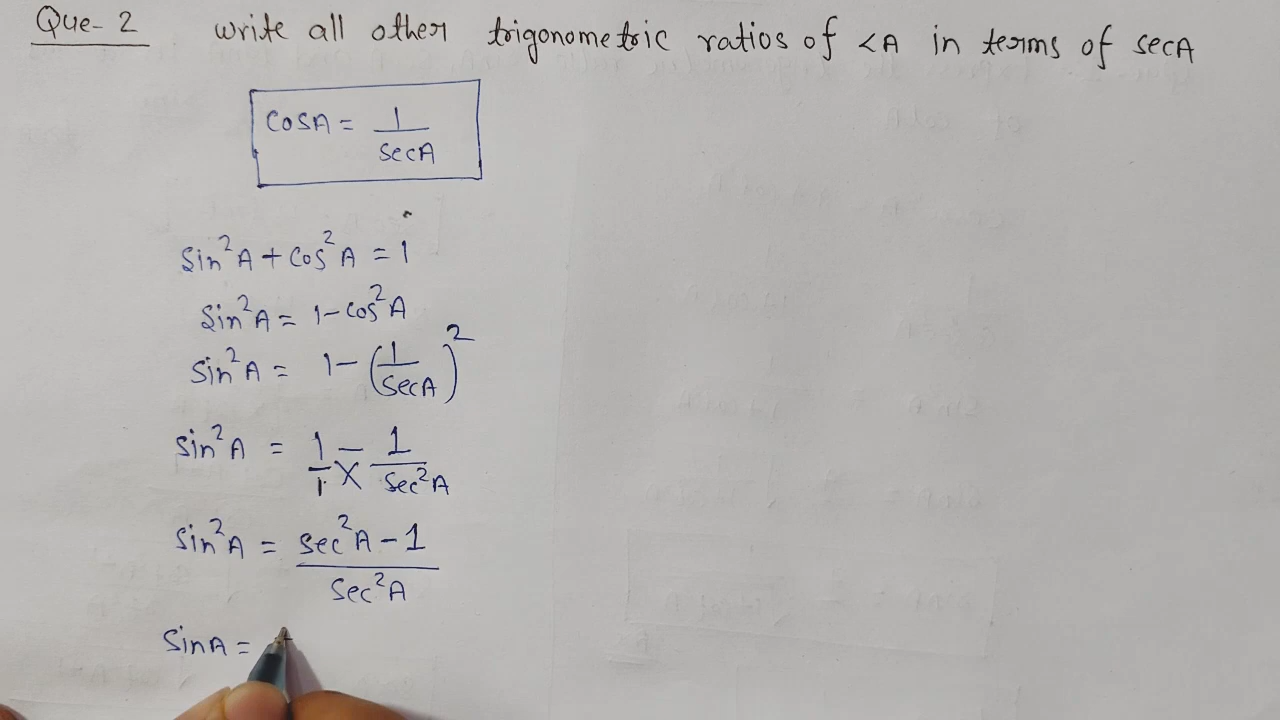 Que-2 write all other trigonometric ratios of <A in terms of secA
cosA = 1/secA
Sin²A + Cos²A = 1
Sin²A = 1-cos²A
Sin²A = 1-(1/SecA)²
Sin²A = 1/1 - 1/Sec²A
Sin²A = Sec²A-1/Sec²A
SinA =